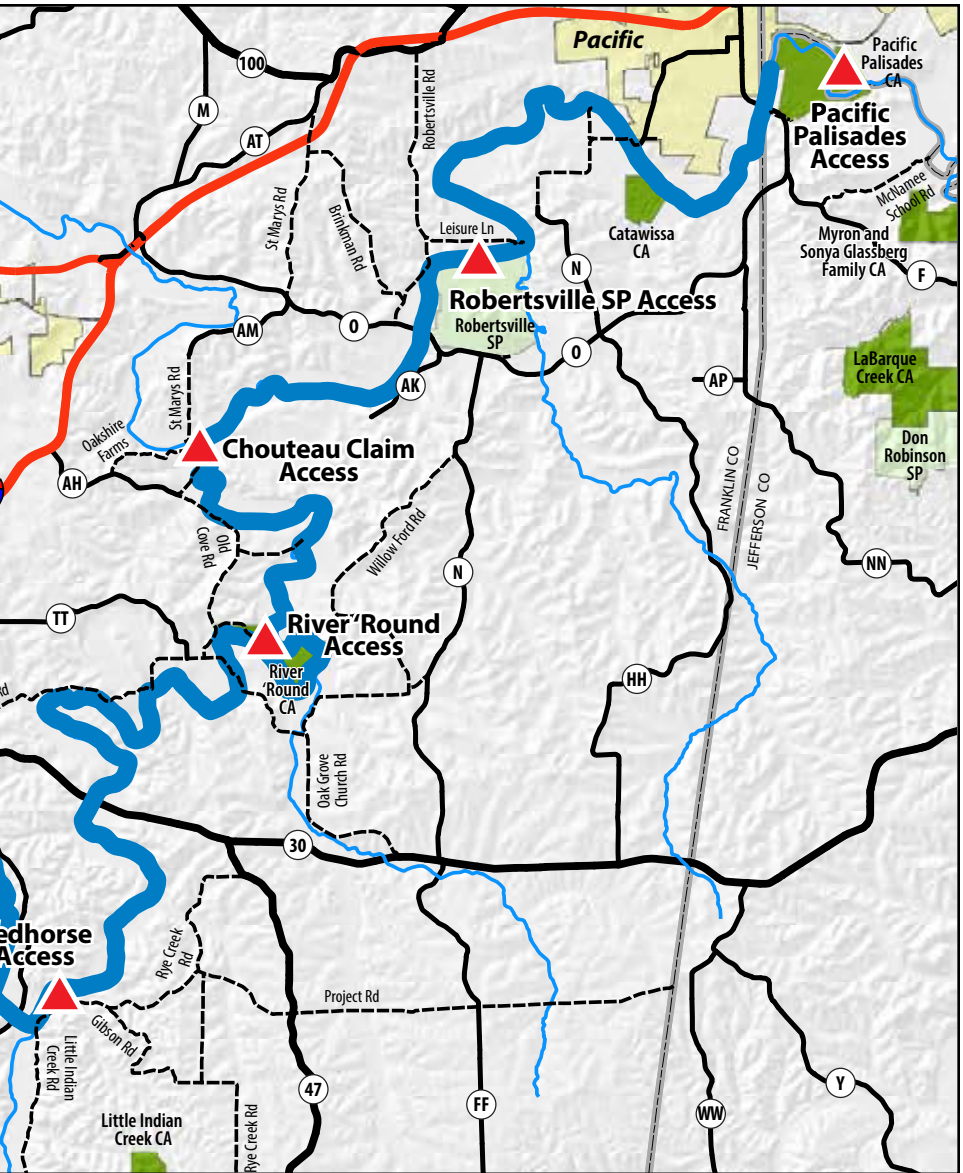 Pacific
Pacific
Palisades
CA
100
M
AT
Robertsville Rd
Pacific
Palisades
Access
McNamee
School Rd
St Marys Rd
Brinkman Rd
Leisure Ln
Catawissa
CA
Myron and
Sonya Glassberg
Family CA
N
F
Robertsville SP Access
Robertsville
SP
AM
O
O
AP
LaBarque
Creek CA
St Marys Rd
AK
Oakshire
Farms
Chouteau Claim
Access
Don
Robinson
SP
AH
FRANKLIN CO
JEFFERSON CO
Old
Cove Rd
Willow Ford Rd
N
NN
TT
River 'Round
Access
River
'Round
CA
HH
Rd
Oak Grove
Church Rd
30
edhorse
Access
Rye Creek
Rd
Project Rd
Gibson Rd
Little Indian
Creek Rd
47
FF
WW
Y
Little Indian
Creek CA
Rye Creek Rd